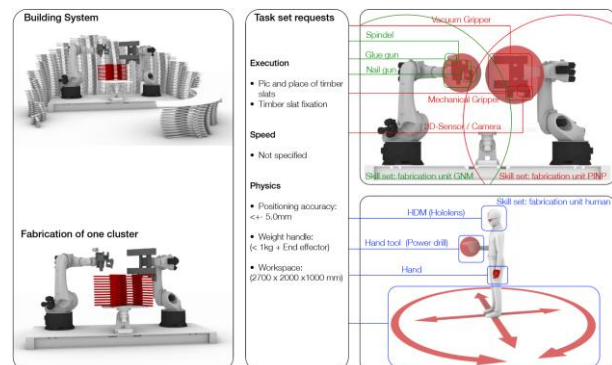 Building System
Fabrication of one cluster
Task set requests
Execution
• Pic and place of timber
slats
• Timber slat fixation
Speed
• Not specified
Physics
• Positioning accuracy:
<+- 5.0mm
• Weight handle:
(< 1kg + End effector)
• Workspace:
(2700 x 2000 x1000 mm)
Vacuum Gripper
Spindel
Glue gun
Nail gun
Mechanical Gripper
3D-Sensor / Camera
Skill set: fabrication unit GNM
Skill set: fabrication unit PINP
Skill set: fabrication unit human
HDM (Hololens)
Hand tool (Power drill)
Hand